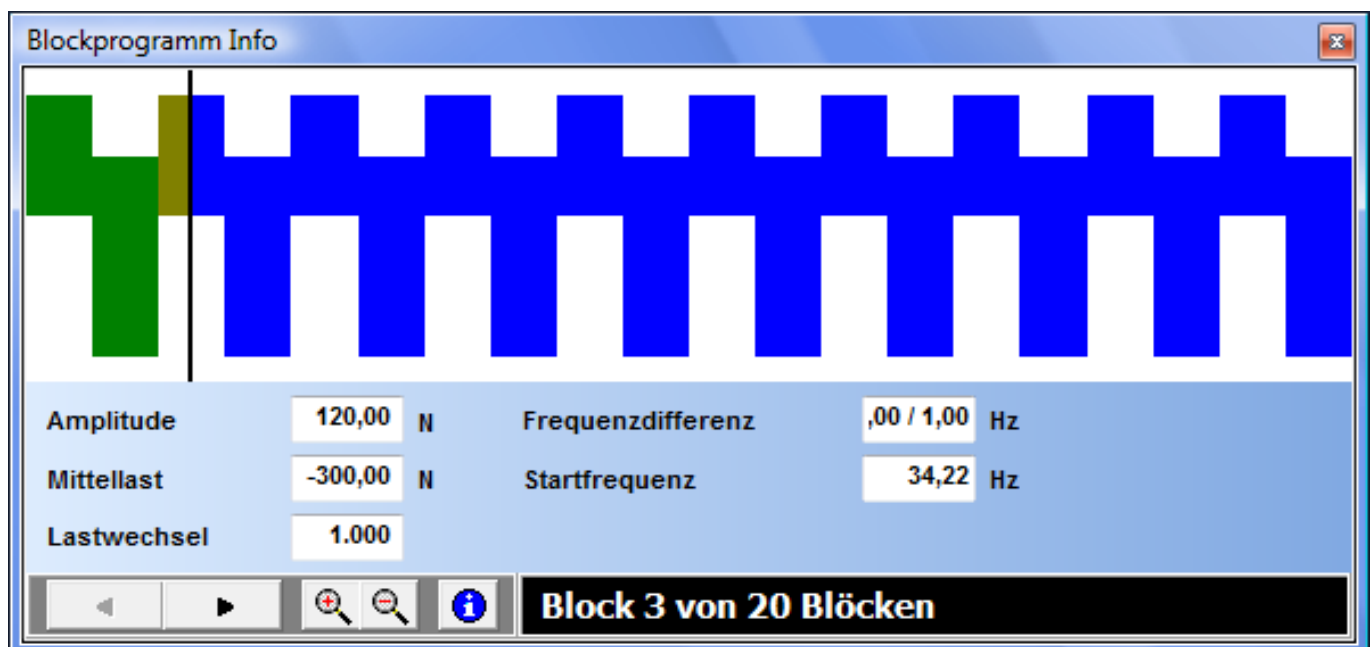 Blockprogramm Info
Amplitude 120,00 N Frequenzdifferenz ,00 / 1,00 Hz
Mittellast -300,00 N Startfrequenz 34,22 Hz
Lastwechsel 1.000
Block 3 von 20 Blöcken